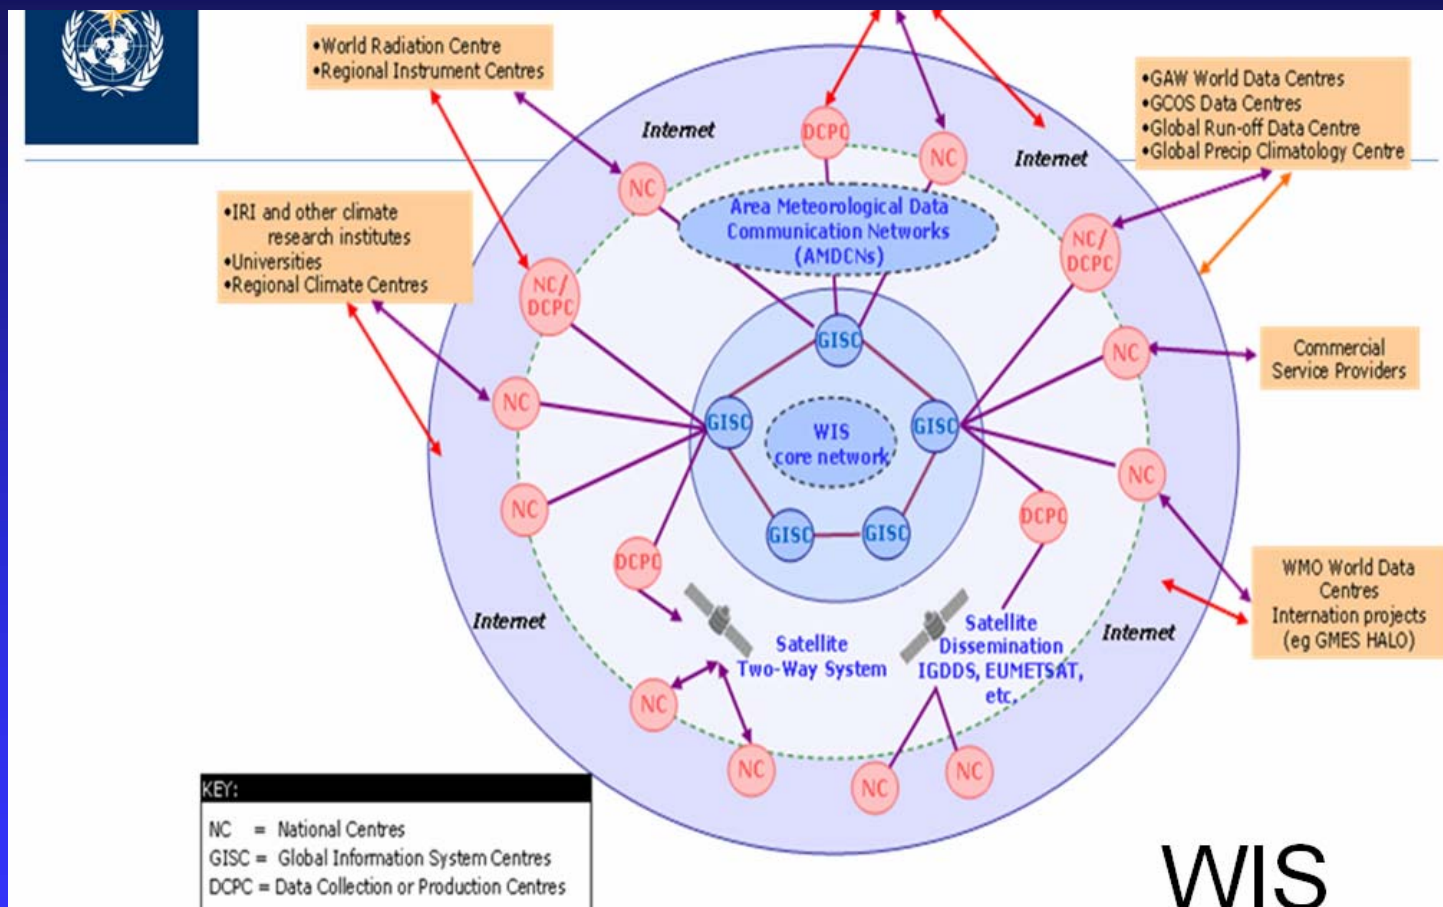 •World Radiation Centre
•Regional Instrument Centres
•GAW World Data Centres
•GCOS Data Centres
•Global Run-off Data Centre
•Global Precip Climatology Centre
Internet
DCPC
NC
Internet
NC
•IRI and other climate
research institutes
•Universities
•Regional Climate Centres
Area Meteorological Data
Communication Networks
(AMDCNs)
NC/
DCPC
NC/
DCPC
GISC
NC
Commercial
Service Providers
NC
GISC
GISC
WIS
core network
NC
NC
DCPC
GISC
GISC
DCPC
WMO World Data
Centres
Internation projects
(eg GMES HALO)
Internet
Satellite
Two-Way System
Satellite
Dissemination
IGDDS, EUMETSAT,
etc.
Internet
NC
NC
NC
NC
KEY:
NC = National Centres
GISC = Global Information System Centres
DCPC = Data Collection or Production Centres
WIS